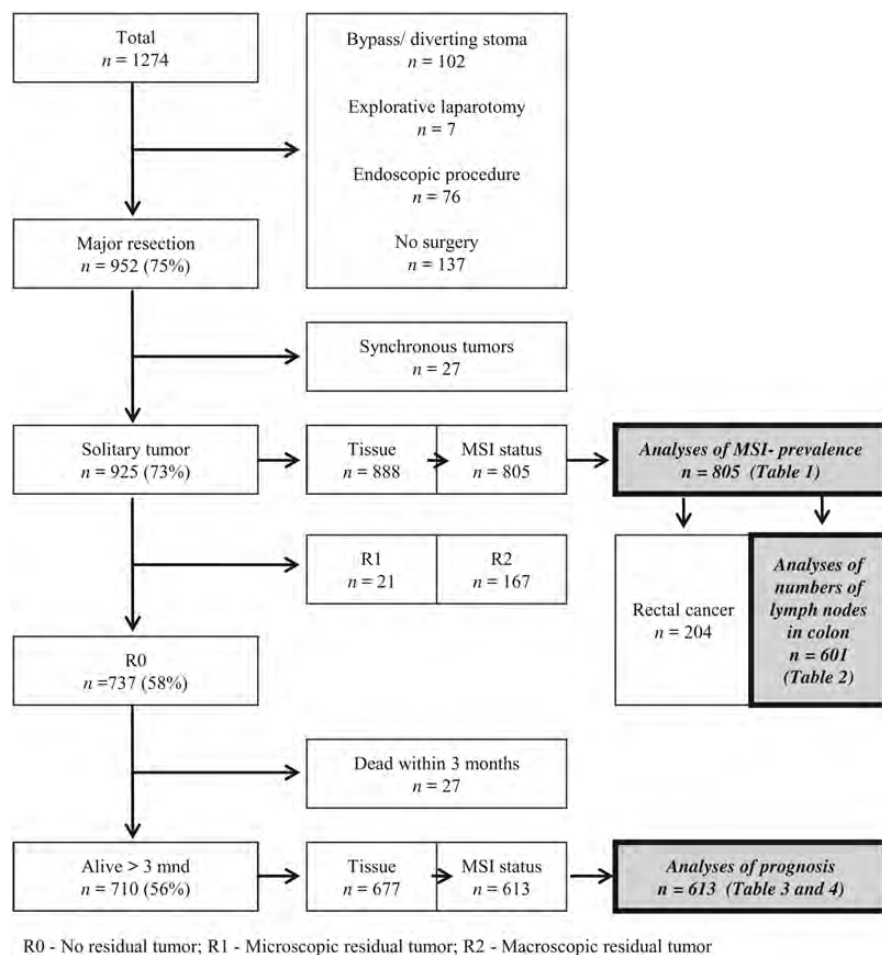 Total
n = 1274
Bypass/ diverting stoma
n = 102
Explorative laparotomy
n = 7
Endoscopic procedure
n = 76
No surgery
n = 137
Major resection
n = 952 (75%)
Synchronous tumors
n = 27
Solitary tumor
n = 925 (73%)
Tissue
n = 888
MSI status
n = 805
Analyses of MSI- prevalence
n = 805 (Table 1)
R1
n = 21
R2
n = 167
Rectal cancer
n = 204
Analyses of
numbers of
lymph nodes
in colon
n = 601
(Table 2)
R0
n =737 (58%)
Dead within 3 months
n = 27
Alive > 3 mnd
n = 710 (56%)
Tissue
n = 677
MSI status
n = 613
Analyses of prognosis
n = 613 (Table 3 and 4)
R0 - No residual tumor; R1 - Microscopic residual tumor; R2 - Macroscopic residual tumor